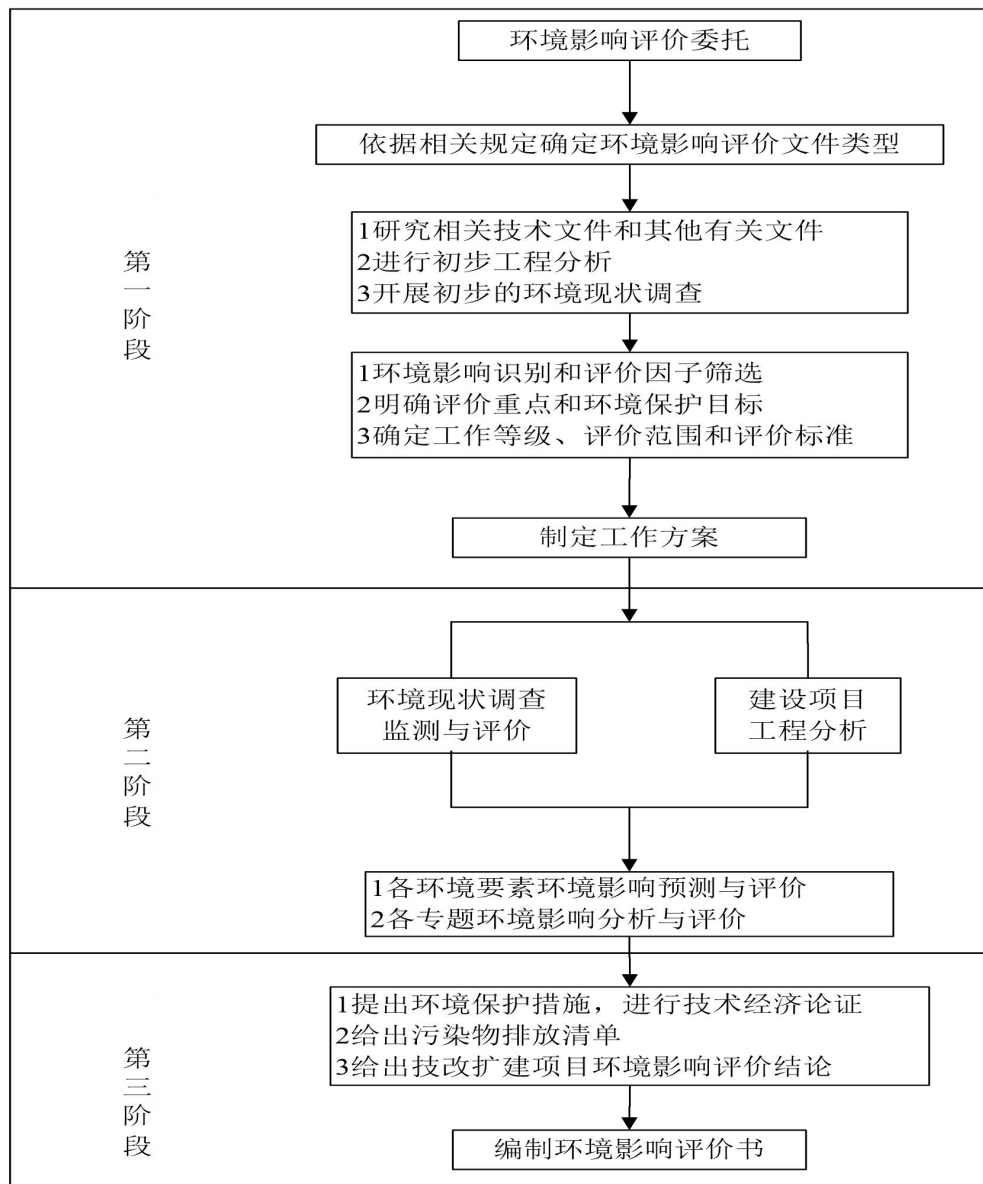 环境影响评价委托
依据相关规定确定环境影响评价文件类型
第一阶段
1研究相关技术文件和其他有关文件
2进行初步工程分析
3开展初步的环境现状调查
1环境影响识别和评价因子筛选
2明确评价重点和环境保护目标
3确定工作等级、评价范围和评价标准
制定工作方案
第二阶段
环境现状调查
监测与评价
建设项目
工程分析
1各环境要素环境影响预测与评价
2各专题环境影响分析与评价
第三阶段
1提出环境保护措施，进行技术经济论证
2给出污染物排放清单
3给出技改扩建项目环境影响评价结论
编制环境影响评价书